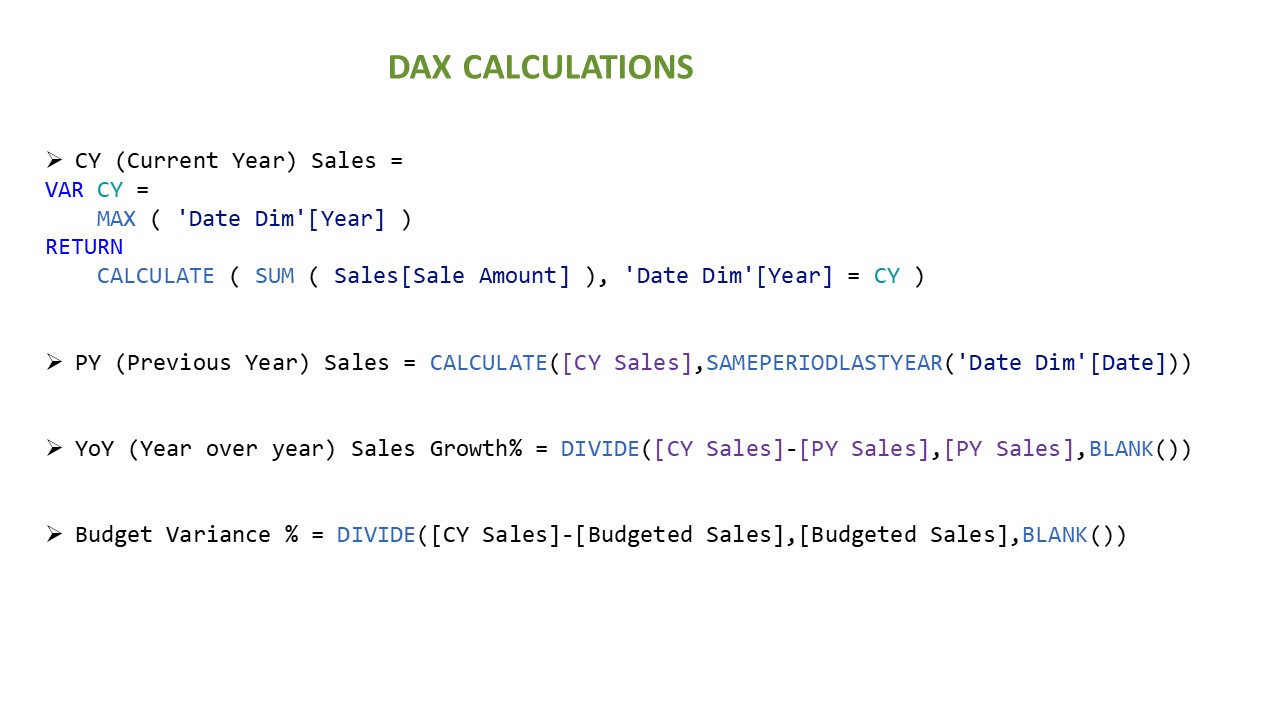 DAX CALCULATIONS
➢ CY (Current Year) Sales =
VAR CY =
    MAX ( 'Date Dim'[Year] )
RETURN
    CALCULATE ( SUM ( Sales[Sale Amount] ), 'Date Dim'[Year] = CY )
➢ PY (Previous Year) Sales = CALCULATE([CY Sales],SAMEPERIODLASTYEAR('Date Dim'[Date]))
➢ YoY (Year over year) Sales Growth% = DIVIDE([CY Sales]-[PY Sales],[PY Sales],BLANK())
➢ Budget Variance % = DIVIDE([CY Sales]-[Budgeted Sales],[Budgeted Sales],BLANK())